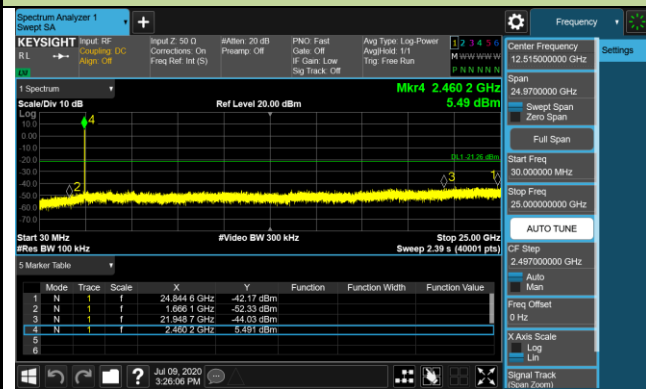 Spectrum Analyzer 1
Swept SA
Frequency
KEYSIGHT
RL
Input: RF
Coupling: DC
Align: Off
Input Z: 50 Ω
Corrections: On
Freq Ref: Int (S)
#Atten: 20 dB
Preamp: Off
PNO: Fast
Gate: Off
IF Gain: Low
Sig Track: Off
Avg Type: Log-Power
Avg|Hold: 1/1
Trig: Free Run
1 2 3 4 5 6
M W W W W W
P N N N N N
Settings
1 Spectrum
Scale/Div 10 dB
Ref Level 20.00 dBm
Mkr4 2.460 2 GHz
5.49 dBm
Log
10.0
0.00
-10.0
-20.0
-30.0
-40.0
-50.0
-60.0
-70.0
4
2
3
1
DL1 -21.26 dBm
Start 30 MHz
#Res BW 100 kHz
#Video BW 300 kHz
Stop 25.00 GHz
Sweep 2.39 s (40001 pts)
5 Marker Table
Mode Trace Scale X Y Function Function Width Function Value
1 N 1 f 24.844 6 GHz -42.17 dBm
2 N 1 f 1.666 1 GHz -52.33 dBm
3 N 1 f 21.948 7 GHz -44.03 dBm
4 N 1 f 2.460 2 GHz 5.491 dBm
5
6
Jul 09, 2020
3:26:06 PM
Center Frequency
12.515000000 GHz
Span
24.9700000 GHz
Swept Span
Zero Span
Full Span
Start Freq
30.000000 MHz
Stop Freq
25.000000000 GHz
AUTO TUNE
CF Step
2.497000000 GHz
Auto
Man
Freq Offset
0 Hz
X Axis Scale
Log
Lin
Signal Track
(Span Zoom)